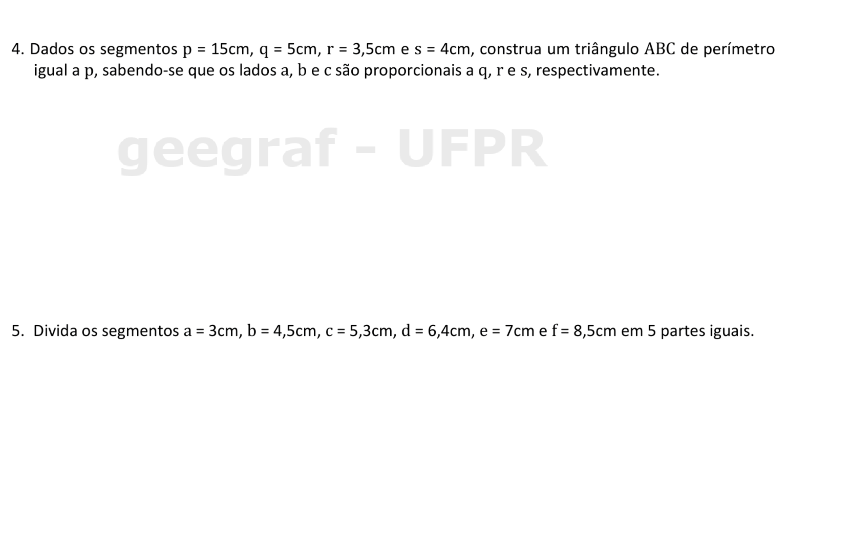 4. Dados os segmentos p = 15cm, q = 5cm, r = 3,5cm e s = 4cm, construa um triângulo ABC de perímetro
igual a p, sabendo-se que os lados a, b e c são proporcionais a q, r e s, respectivamente.
geegraf - UFPR
5. Divida os segmentos a = 3cm, b = 4,5cm, c = 5,3cm, d = 6,4cm, e = 7cm e f = 8,5cm em 5 partes iguais.